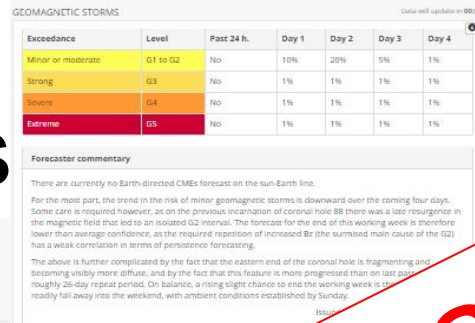 GEOMAGNETIC STORMS
Data will update in 00:
Exceedance Level Past 24 h. Day 1 Day 2 Day 3 Day 4
Minor or moderate G1 to G2 No 10% 20% 5% 1%
Strong G3 No 1% 1% 1% 1%
Severe G4 No 1% 1% 1% 1%
Extreme G5 No 1% 1% 1% 1%
Forecaster commentary
There are currently no Earth-directed CMEs forecast on the sun-Earth line.
For the most part, the trend in the risk of minor geomagnetic storms is downward over the coming four days.
Some care is required however, as on the previous incarnation of coronal hole 88 there was a late resurgence in
the magnetic field that led to an isolated G2 interval. The forecast for the end of this working week is therefore
lower than average confidence, as the required repetition of increased Bz (the surmised main cause of the G2)
has a weak correlation in terms of persistence forecasting.
The above is further complicated by the fact that the eastern end of the coronal hole is fragmenting and
becoming visibly more diffuse, and by the fact that this feature is more progressed than on last pass
roughly 26-day repeat period. On balance, a rising slight chance to end the working week is the
readily fall away into the weekend, with ambient conditions established by Sunday.
Issue